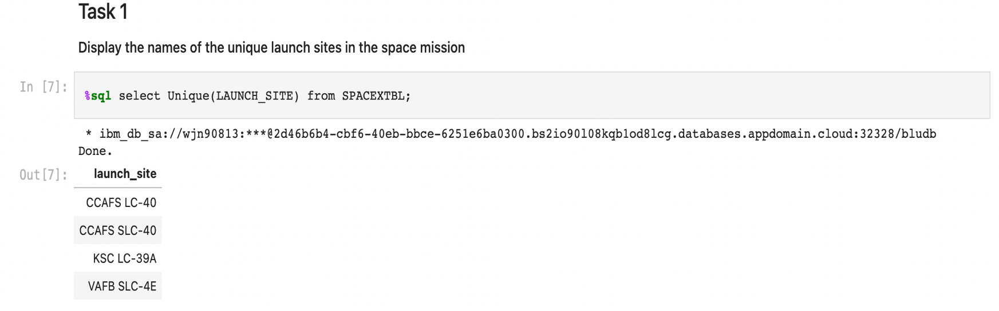 Task 1
Display the names of the unique launch sites in the space mission
In [7]:
%sql select Unique(LAUNCH_SITE) from SPACEXTBL;
* ibm_db_sa://wjn90813:***@2d46b6b4-cbf6-40eb-bbce-6251e6ba0300.bs2io90l08kqb1od8lcg.databases.appdomain.cloud:32328/bludb
Done.
Out[7]:
launch_site
CCAFS LC-40
CCAFS SLC-40
KSC LC-39A
VAFB SLC-4E